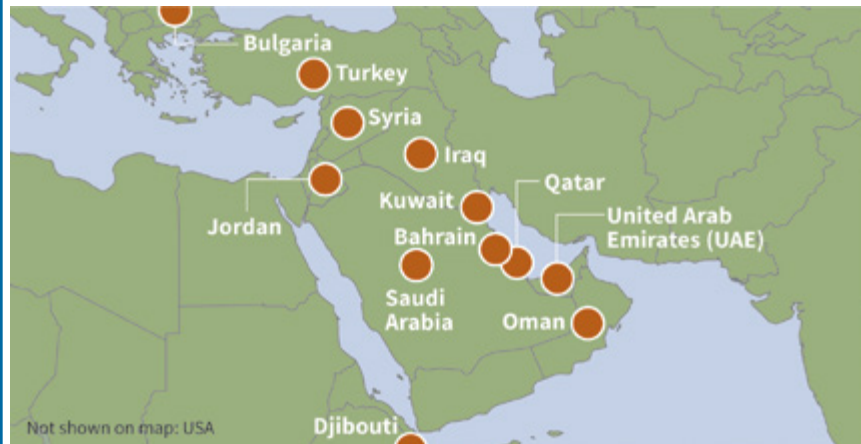 Bulgaria
Turkey
Syria
Iraq
Qatar
Kuwait
United Arab
Emirates (UAE)
Jordan
Bahrain
Saudi
Arabia
Oman
Djibouti
Not shown on map: USA